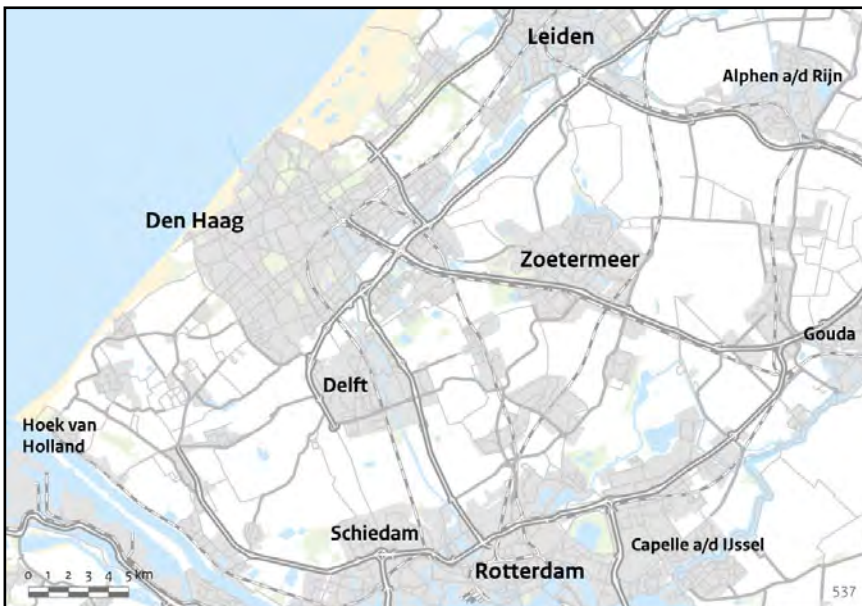 Leiden
Alphen a/d Rijn
Den Haag
Zoetermeer
Gouda
Delft
Hoek van
Holland
Schiedam
Capelle a/d IJssel
Rotterdam
0 1 2 3 4 5 km
537